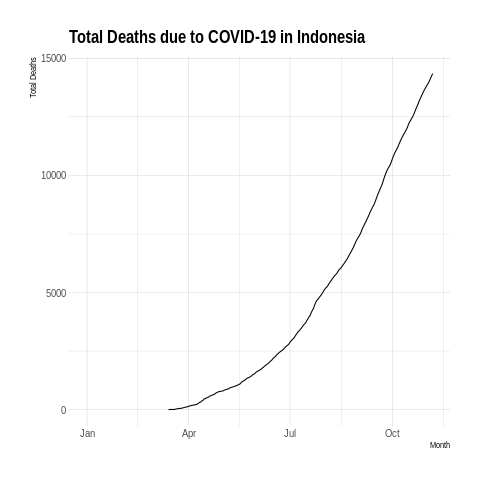 Total Deaths due to COVID-19 in Indonesia
Total Deaths
15000
10000
5000
0
Jan Apr Jul Oct
Month